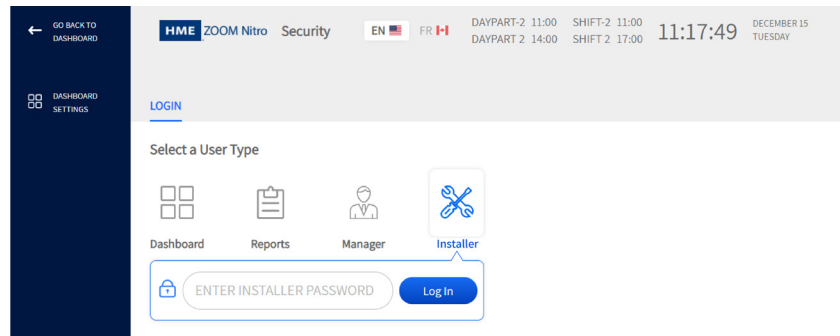 GO BACK TO
DASHBOARD
DASHBOARD
SETTINGS
HME ZOOM Nitro Security
EN FR
DAYPART-2 11:00 SHIFT-2 11:00
DAYPART 2 14:00 SHIFT 2 17:00
11:17:49
DECEMBER 15
TUESDAY
LOGIN
Select a User Type
Dashboard Reports Manager Installer
ENTER INSTALLER PASSWORD Log In